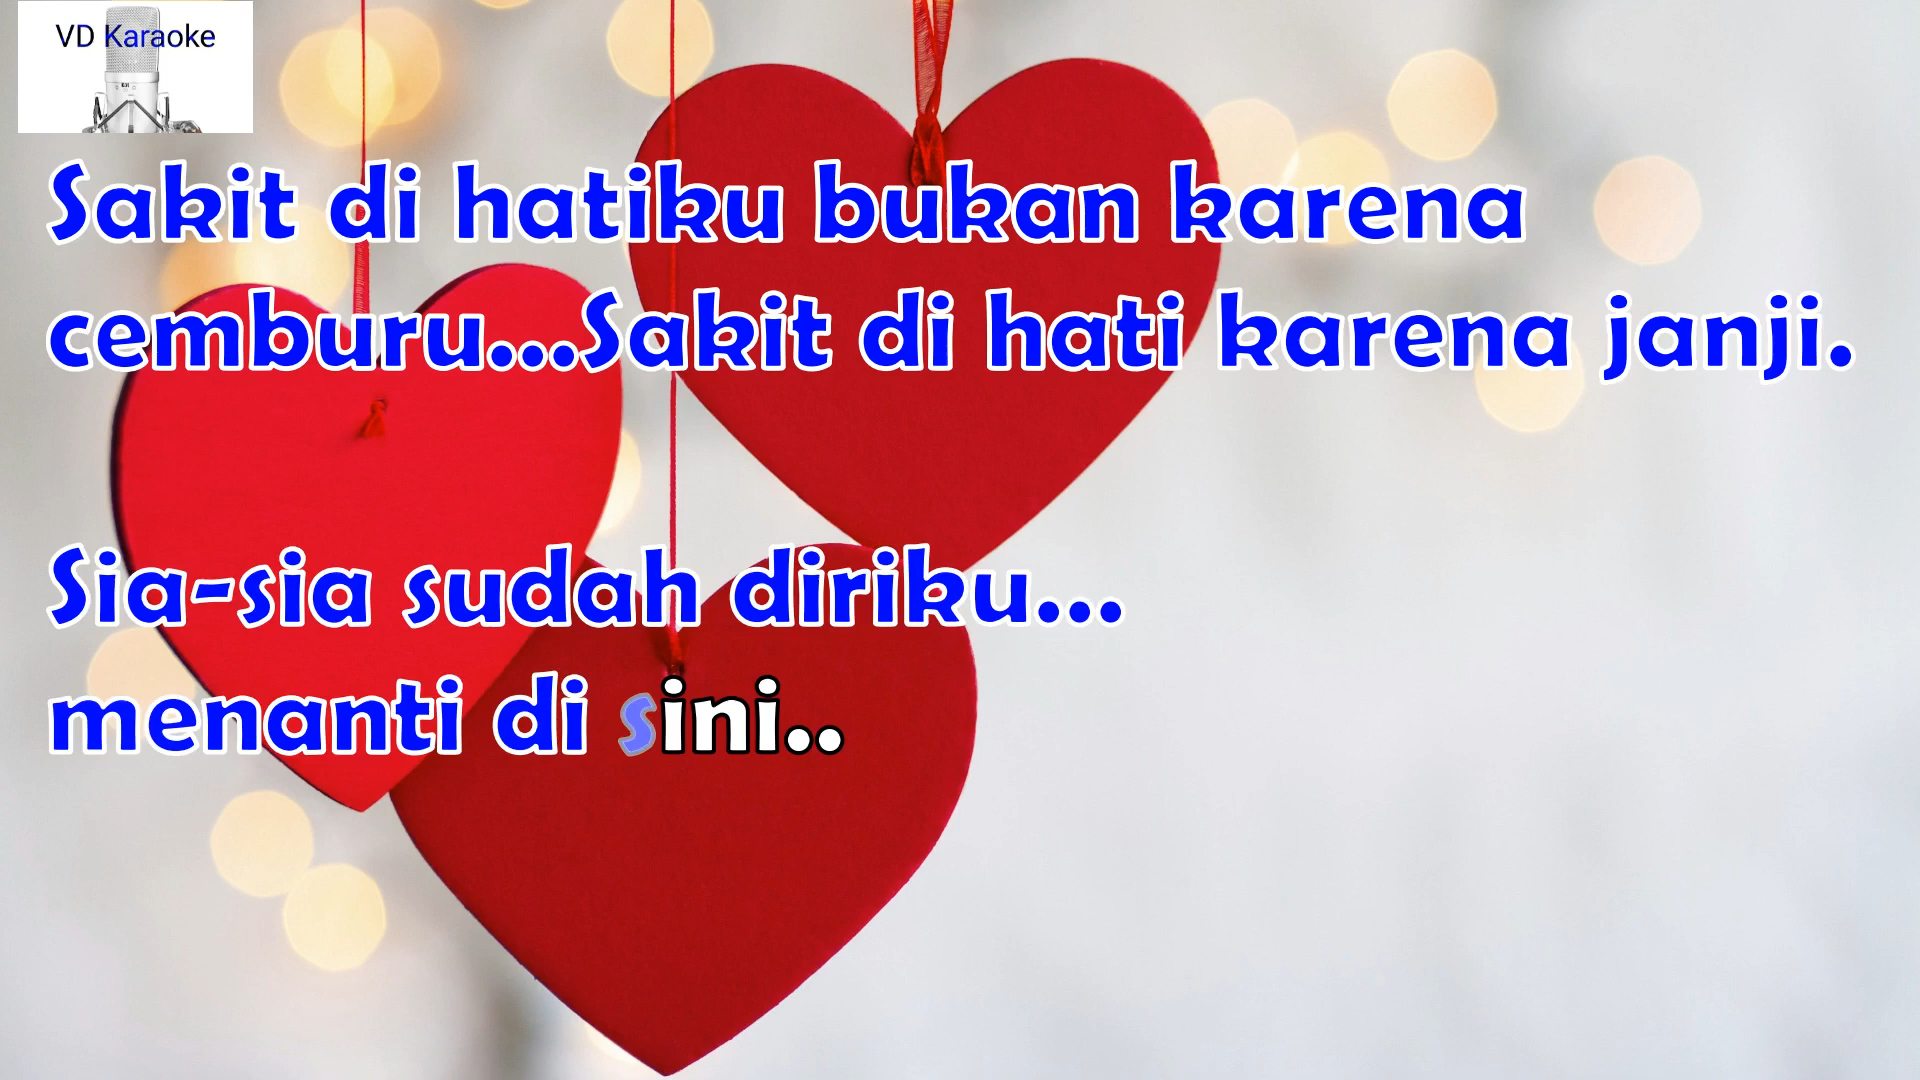 VD Karaoke
Sakit di hatiku bukan karena
cemburu...Sakit di hati karena janji.
Sia-sia sudah diriku...
menanti di sini..